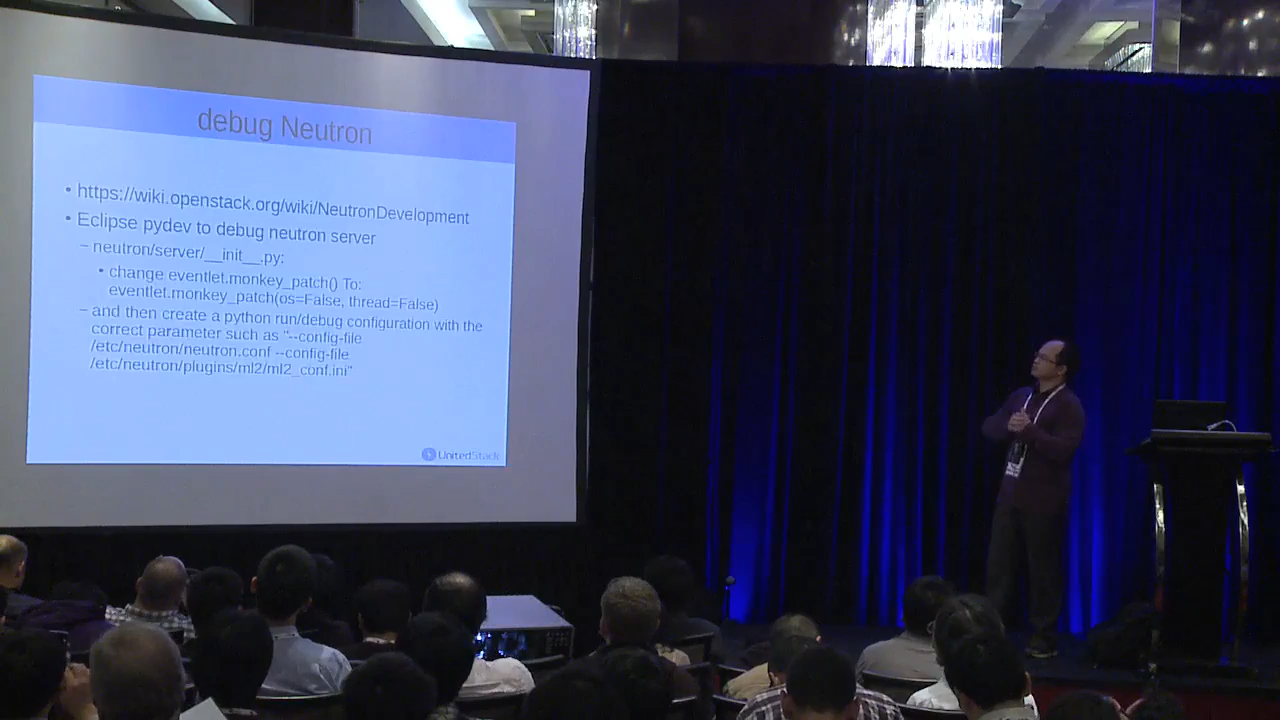 debug Neutron
• https://wiki.openstack.org/wiki/NeutronDevelopment
• Eclipse pydev to debug neutron server
– neutron/server/__init__.py:
• change eventlet.monkey_patch() To:
eventlet.monkey_patch(os=False, thread=False)
– and then create a python run/debug configuration with the
correct parameter such as "--config-file
/etc/neutron/neutron.conf --config-file
/etc/neutron/plugins/ml2/ml2_conf.ini"
UnitedStack